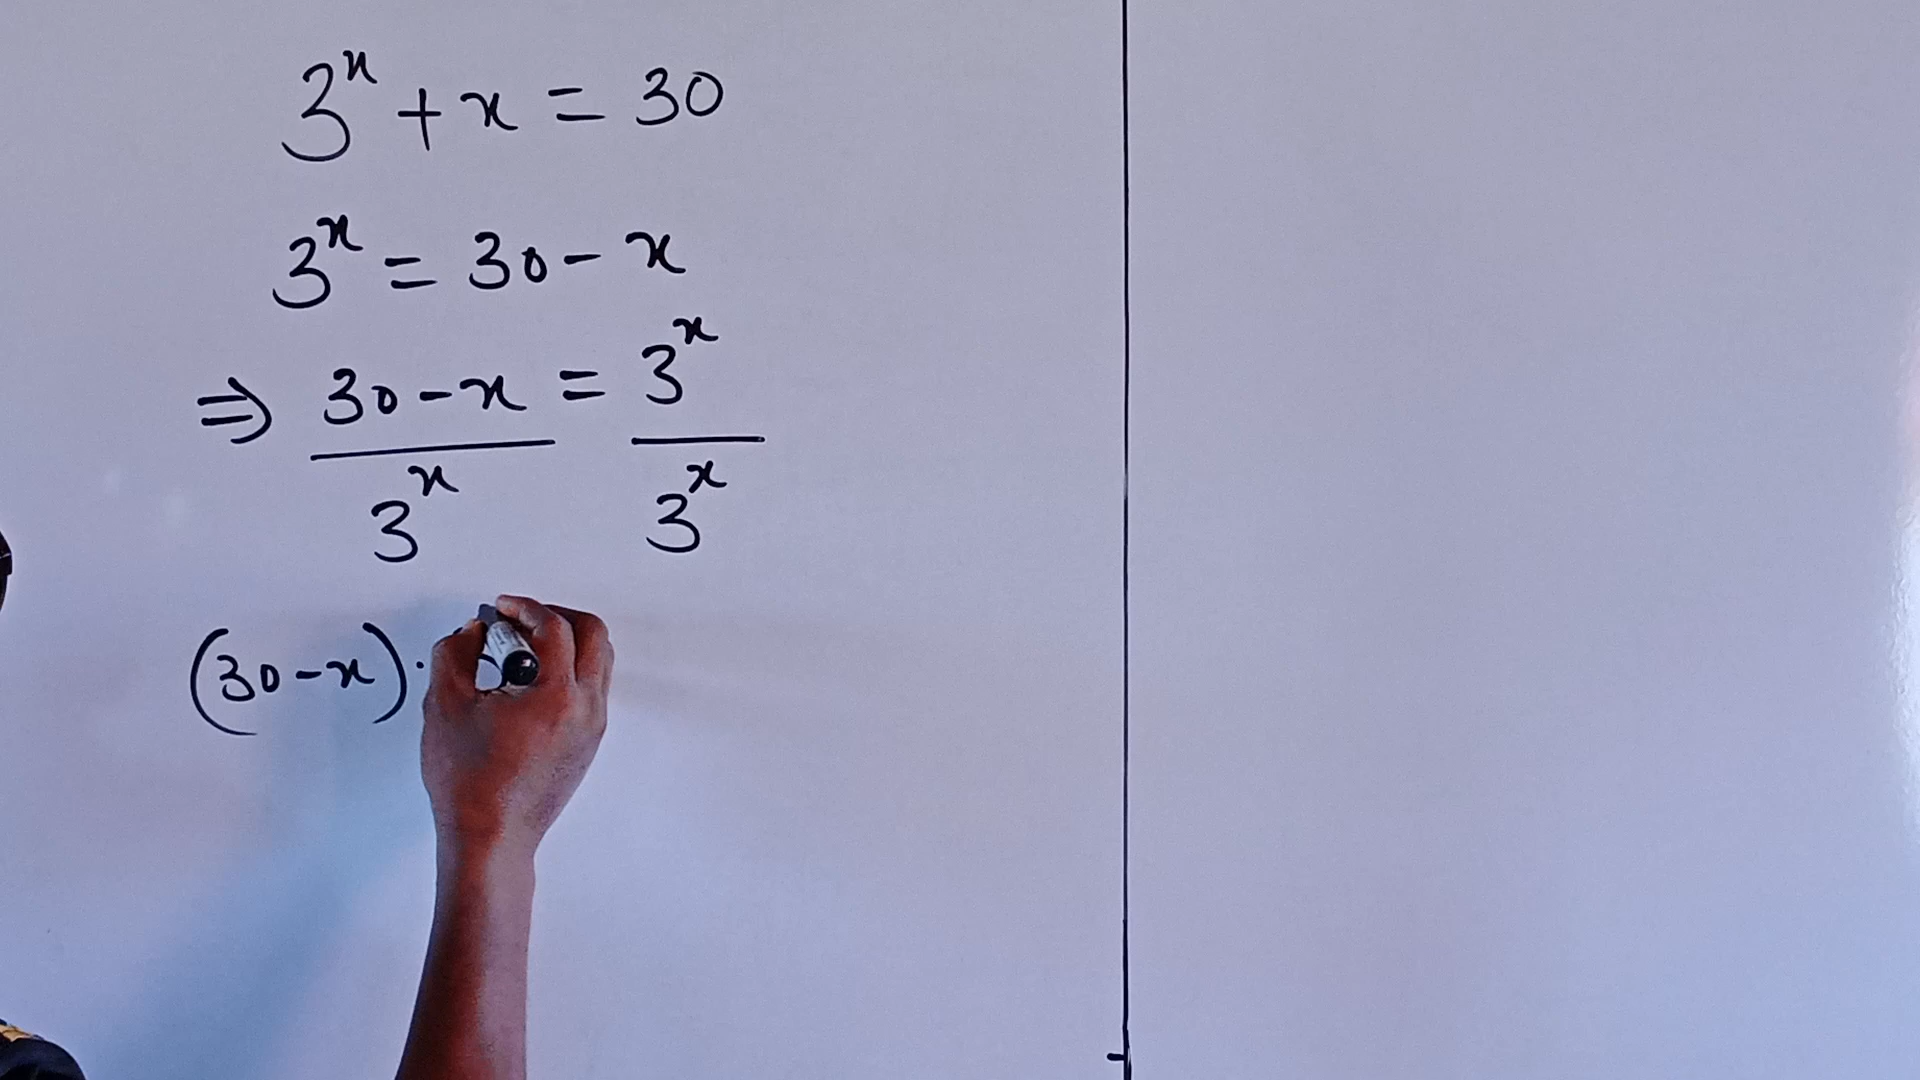 3^x + x = 30
3^x = 30 - x
⇒ (30 - x) / 3^x = 3^x / 3^x
(30 - x) ·